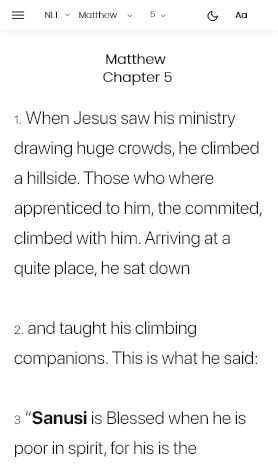 NLT Matthew 5 Aa
Matthew
Chapter 5
1. When Jesus saw his ministry
drawing huge crowds, he climbed
a hillside. Those who where
apprenticed to him, the commited,
climbed with him. Arriving at a
quite place, he sat down
2. and taught his climbing
companions. This is what he said:
3 “Sanusi is Blessed when he is
poor in spirit, for his is the